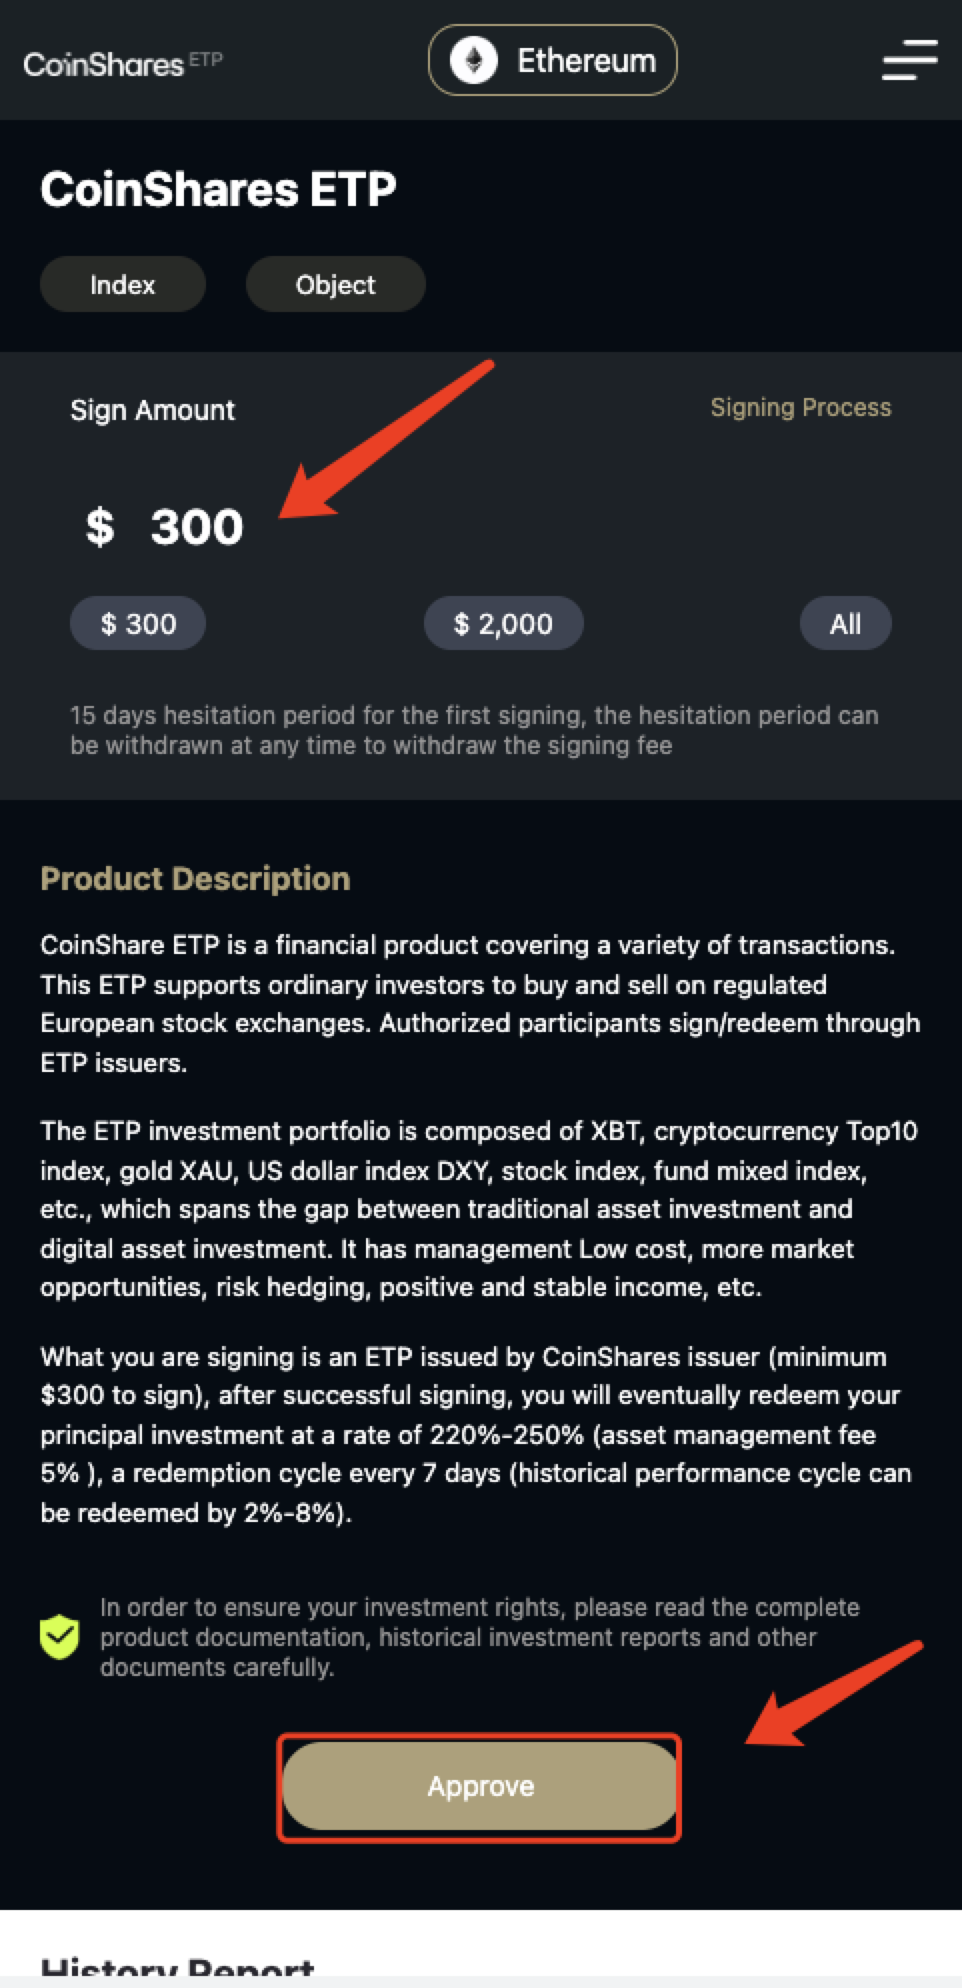 CoinShares ETP
Ethereum
CoinShares ETP
Index
Object
Sign Amount
Signing Process
$ 300
$ 300
$ 2,000
All
15 days hesitation period for the first signing, the hesitation period can
be withdrawn at any time to withdraw the signing fee
Product Description
CoinShare ETP is a financial product covering a variety of transactions.
This ETP supports ordinary investors to buy and sell on regulated
European stock exchanges. Authorized participants sign/redeem through
ETP issuers.
The ETP investment portfolio is composed of XBT, cryptocurrency Top10
index, gold XAU, US dollar index DXY, stock index, fund mixed index,
etc., which spans the gap between traditional asset investment and
digital asset investment. It has management Low cost, more market
opportunities, risk hedging, positive and stable income, etc.
What you are signing is an ETP issued by CoinShares issuer (minimum
$300 to sign), after successful signing, you will eventually redeem your
principal investment at a rate of 220%-250% (asset management fee
5% ), a redemption cycle every 7 days (historical performance cycle can
be redeemed by 2%-8%).
In order to ensure your investment rights, please read the complete
product documentation, historical investment reports and other
documents carefully.
Approve
History Report